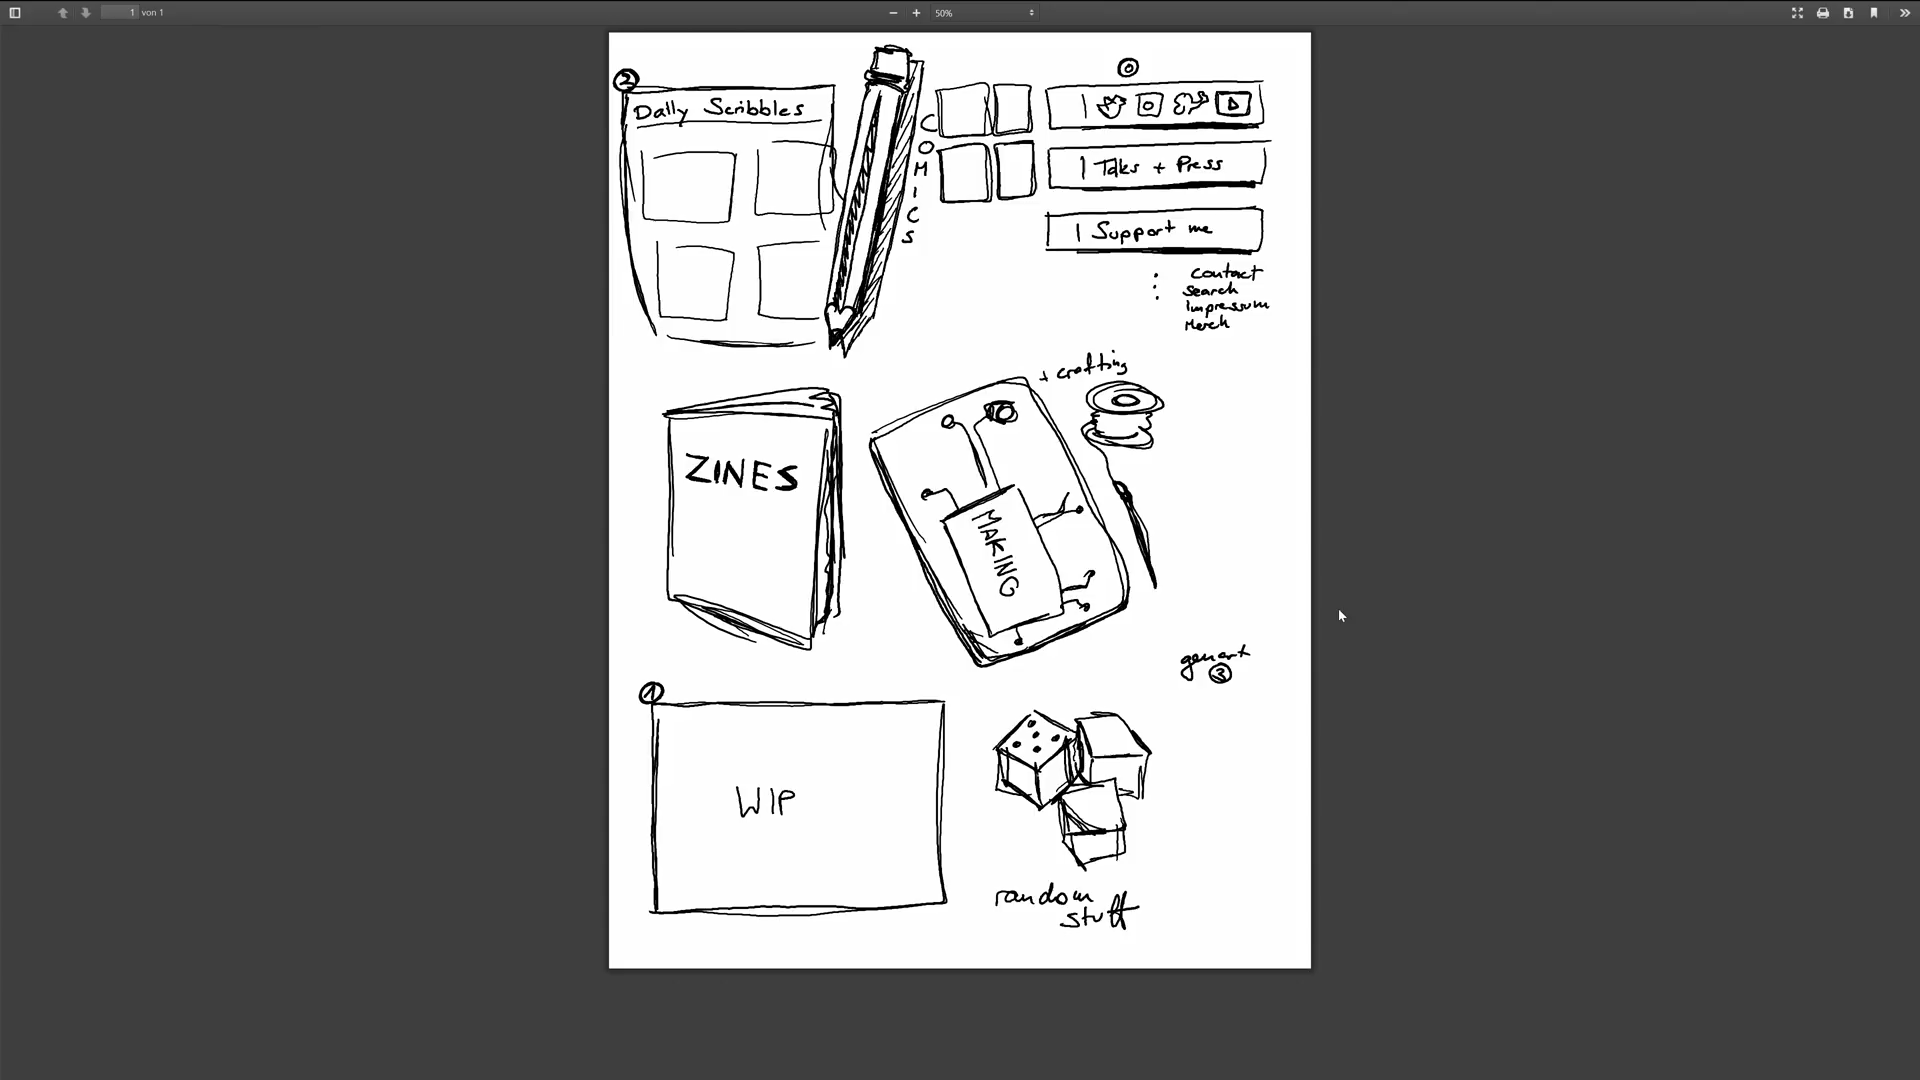 1 von 1
50%
2
Daily Scribbles
COMICS
0
Talks + Press
Support me
contact
search
impressum
Merch
+ crafting
ZINES
MAKING
genart
3
1
WIP
random
stuff